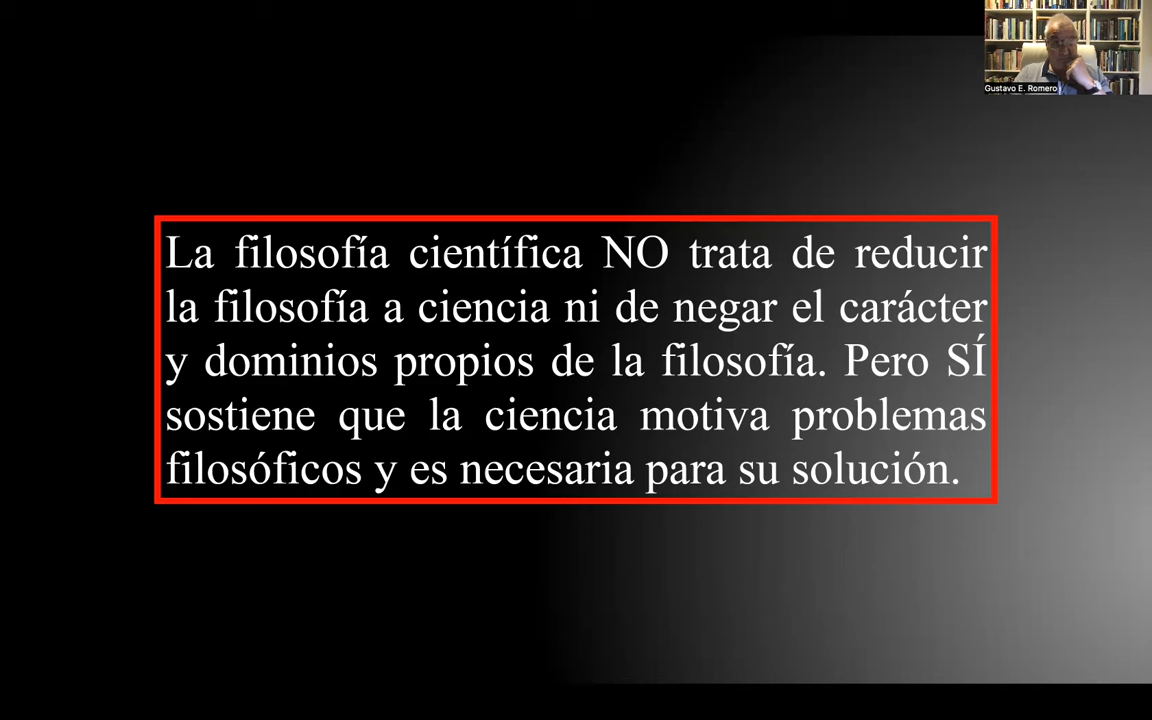 Gustavo E. Romero
La filosofía científica NO trata de reducir
la filosofía a ciencia ni de negar el carácter
y dominios propios de la filosofía. Pero SÍ
sostiene que la ciencia motiva problemas
filosóficos y es necesaria para su solución.